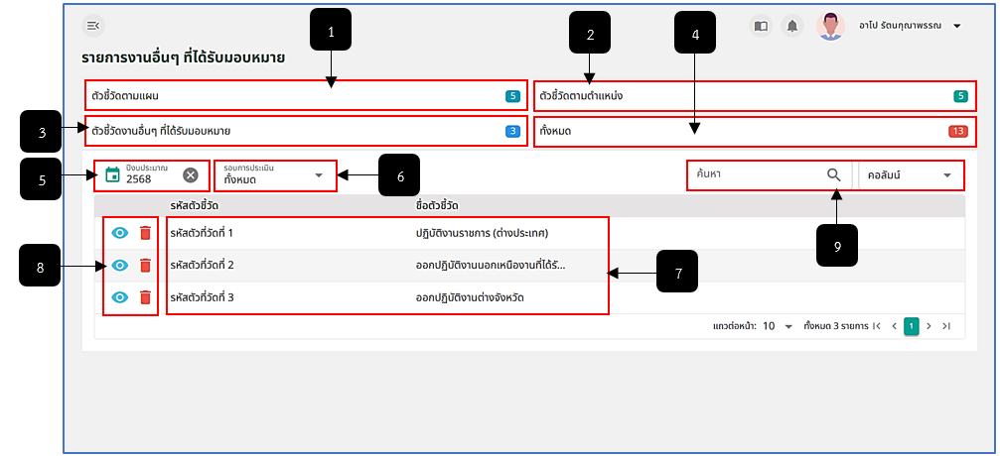 1
2
4
อาโป รัตนกุณาพรรณ
รายการงานอื่นๆ ที่ได้รับมอบหมาย
ตัวชี้วัดตามแผน 5
ตัวชี้วัดตามตำแหน่ง 5
3
ตัวชี้วัดงานอื่นๆ ที่ได้รับมอบหมาย 3
ทั้งหมด 13
5
ปีงบประมาณ
2568
รอบการประเมิน
ทั้งหมด
6
ค้นหา
คอลัมน์
รหัสตัวชี้วัด ชื่อตัวชี้วัด
รหัสตัวที่วัดที่ 1 ปฏิบัติงานราชการ (ต่างประเทศ)
9
8
รหัสตัวที่วัดที่ 2 ออกปฏิบัติงานนอกเหนืองานที่ได้รั...
7
รหัสตัวที่วัดที่ 3 ออกปฏิบัติงานต่างจังหวัด
แถวต่อหน้า: 10 ทั้งหมด 3 รายการ 1